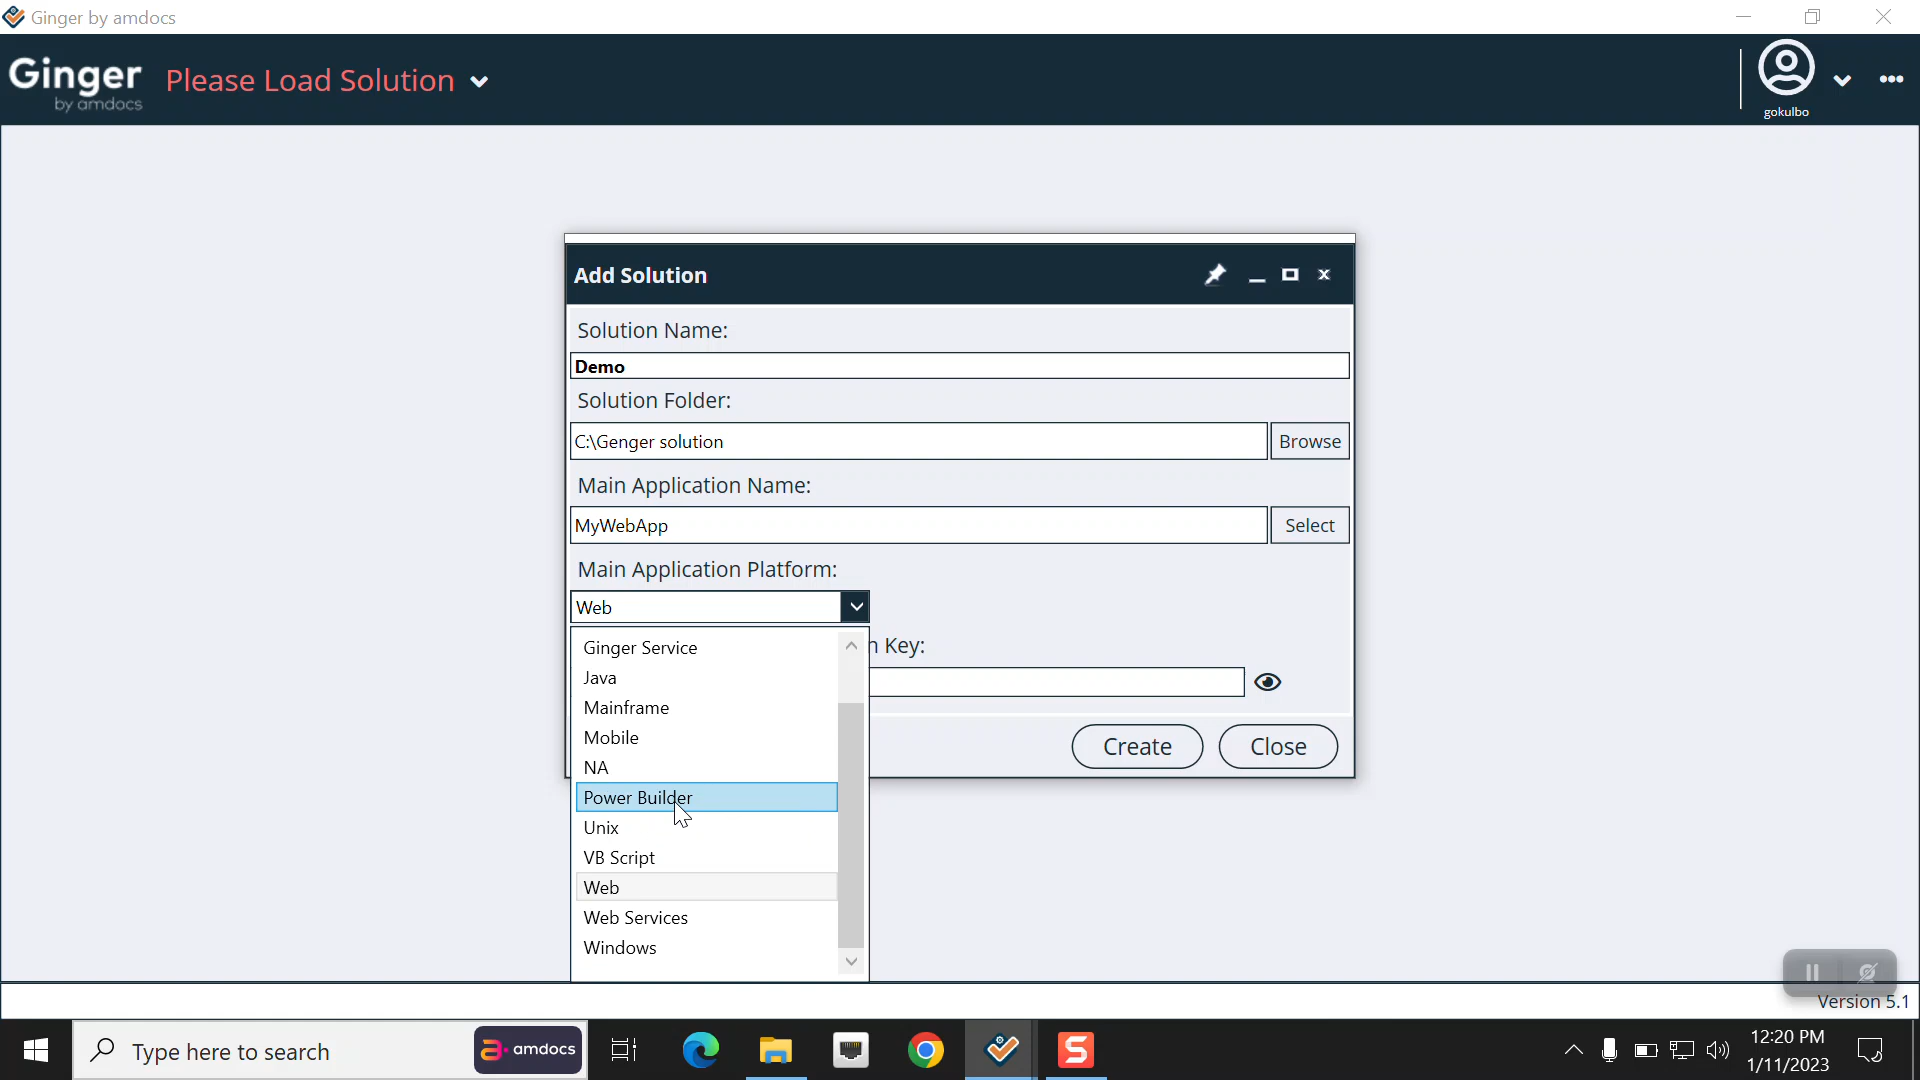 Ginger by amdocs
Ginger
by amdocs
Please Load Solution
gokulbo
Add Solution
Solution Name:
Demo
Solution Folder:
C:\Genger solution
Browse
Main Application Name:
MyWebApp
Select
Main Application Platform:
Web
n Key:
Ginger Service
Java
Mainframe
Mobile
NA
Power Builder
Unix
VB Script
Web
Web Services
Windows
Create
Close
Version 5.1
Type here to search
a amdocs
S
12:20 PM
1/11/2023